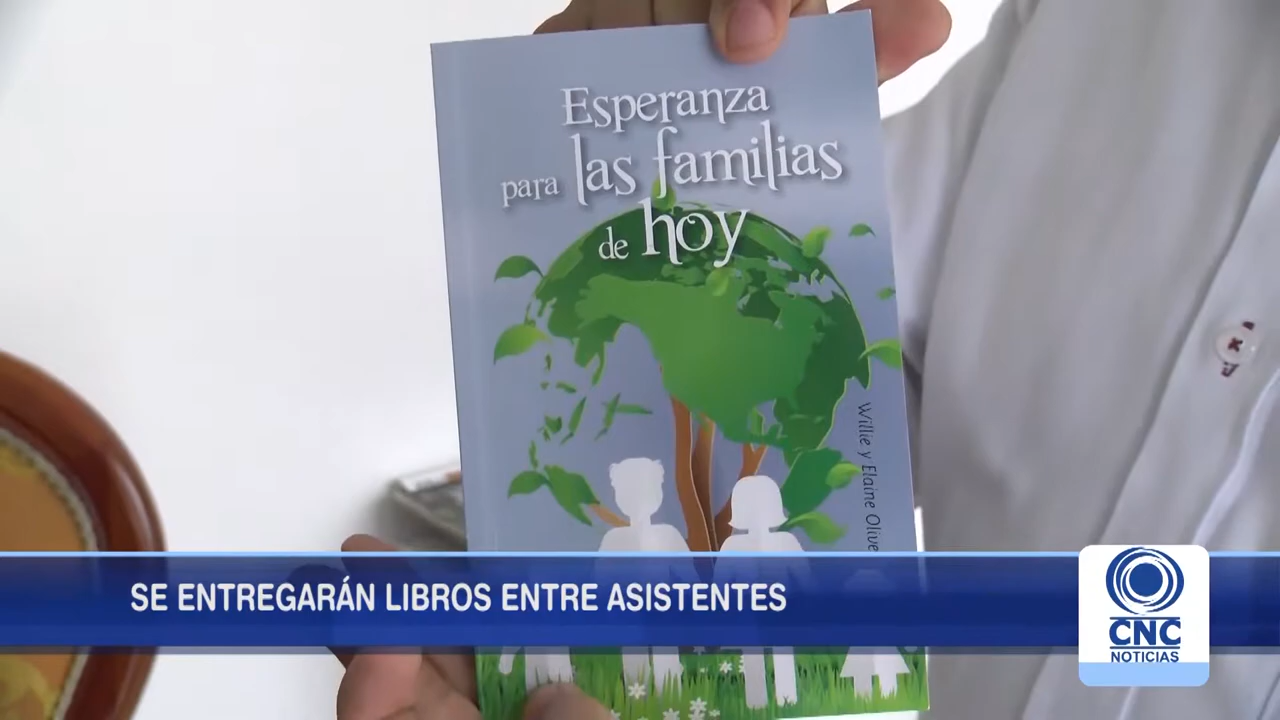 Esperanza
para las familias
de hoy
Willie y Elaine
SE ENTREGARÁN LIBROS ENTRE ASISTENTES
CNC
NOTICIAS